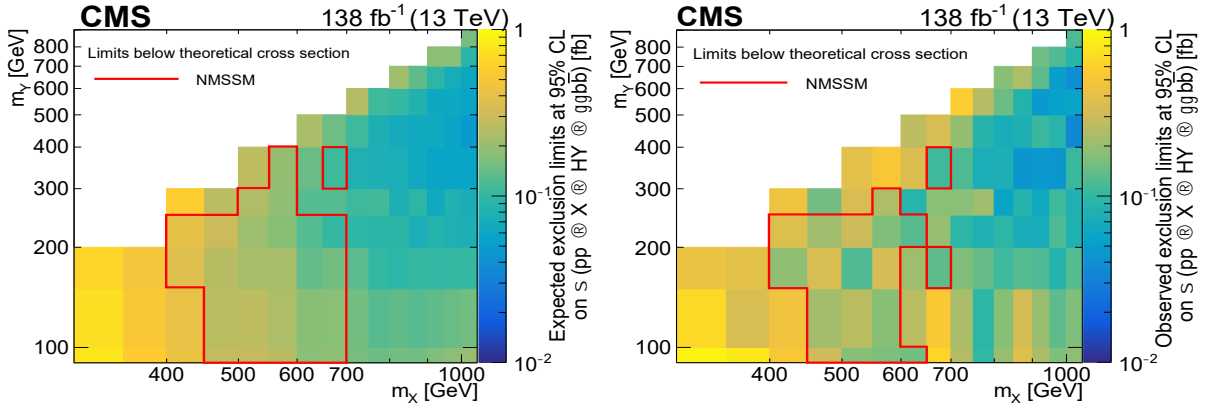 CMS
138 fb⁻¹ (13 TeV)
Limits below theoretical cross section
NMSSM
m_Y [GeV]
800
700
600
500
400
300
200
100
400
500
600
700
1000
m_X [GeV]
1
10⁻¹
10⁻²
Expected exclusion limits at 95% CL
on s (pp ® X ® HY ® ggbb̅) [fb]
CMS
138 fb⁻¹ (13 TeV)
Limits below theoretical cross section
NMSSM
m_Y [GeV]
800
700
600
500
400
300
200
100
400
500
600
700
1000
m_X [GeV]
1
10⁻¹
10⁻²
Observed exclusion limits at 95% CL
on s (pp ® X ® HY ® ggbb̅) [fb]